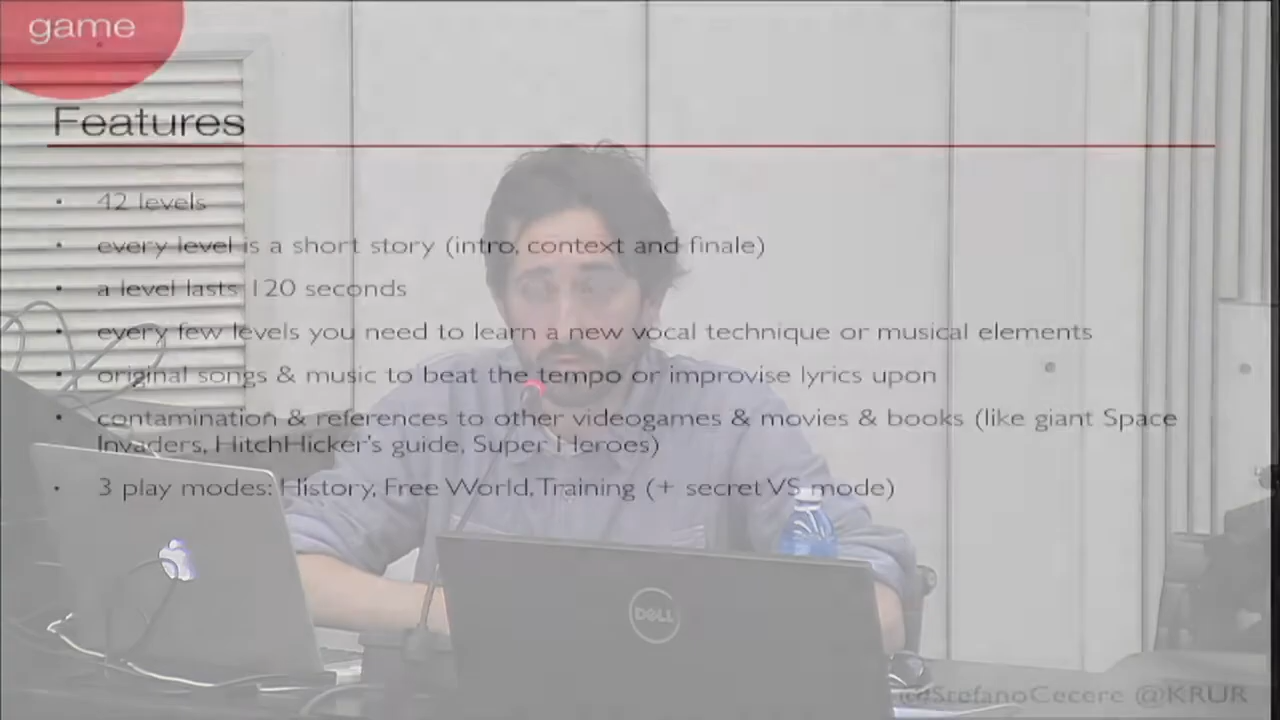 game
Features
• 42 levels
• every level is a short story (intro, context and finale)
• a level lasts 120 seconds
• every few levels you need to learn a new vocal technique or musical elements
• original songs & music to beat the tempo or improvise lyrics upon
• contamination & references to other videogames & movies & books (like giant Space
Invaders, HitchHicker's guide, Super Heroes)
• 3 play modes: History, Free World, Training (+ secret VS mode)
DELL
@StefanoCecere @KRUR